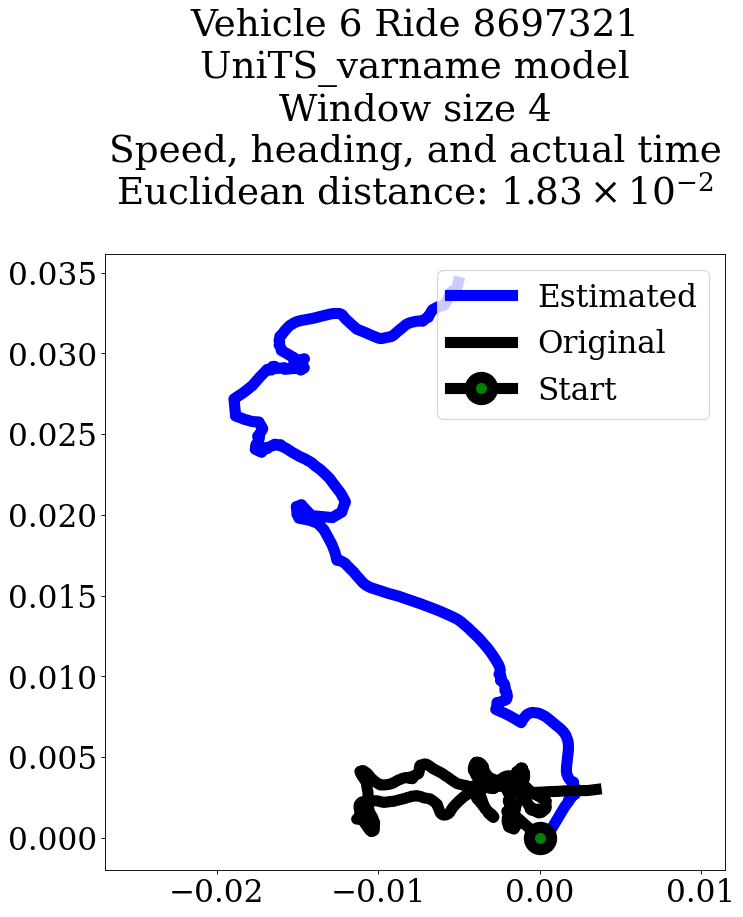 Vehicle 6 Ride 8697321
UniTS_varname model
Window size 4
Speed, heading, and actual time
Euclidean distance: 1.83 × 10⁻²
Estimated
Original
Start
0.035
0.030
0.025
0.020
0.015
0.010
0.005
0.000
−0.02 −0.01 0.00 0.01